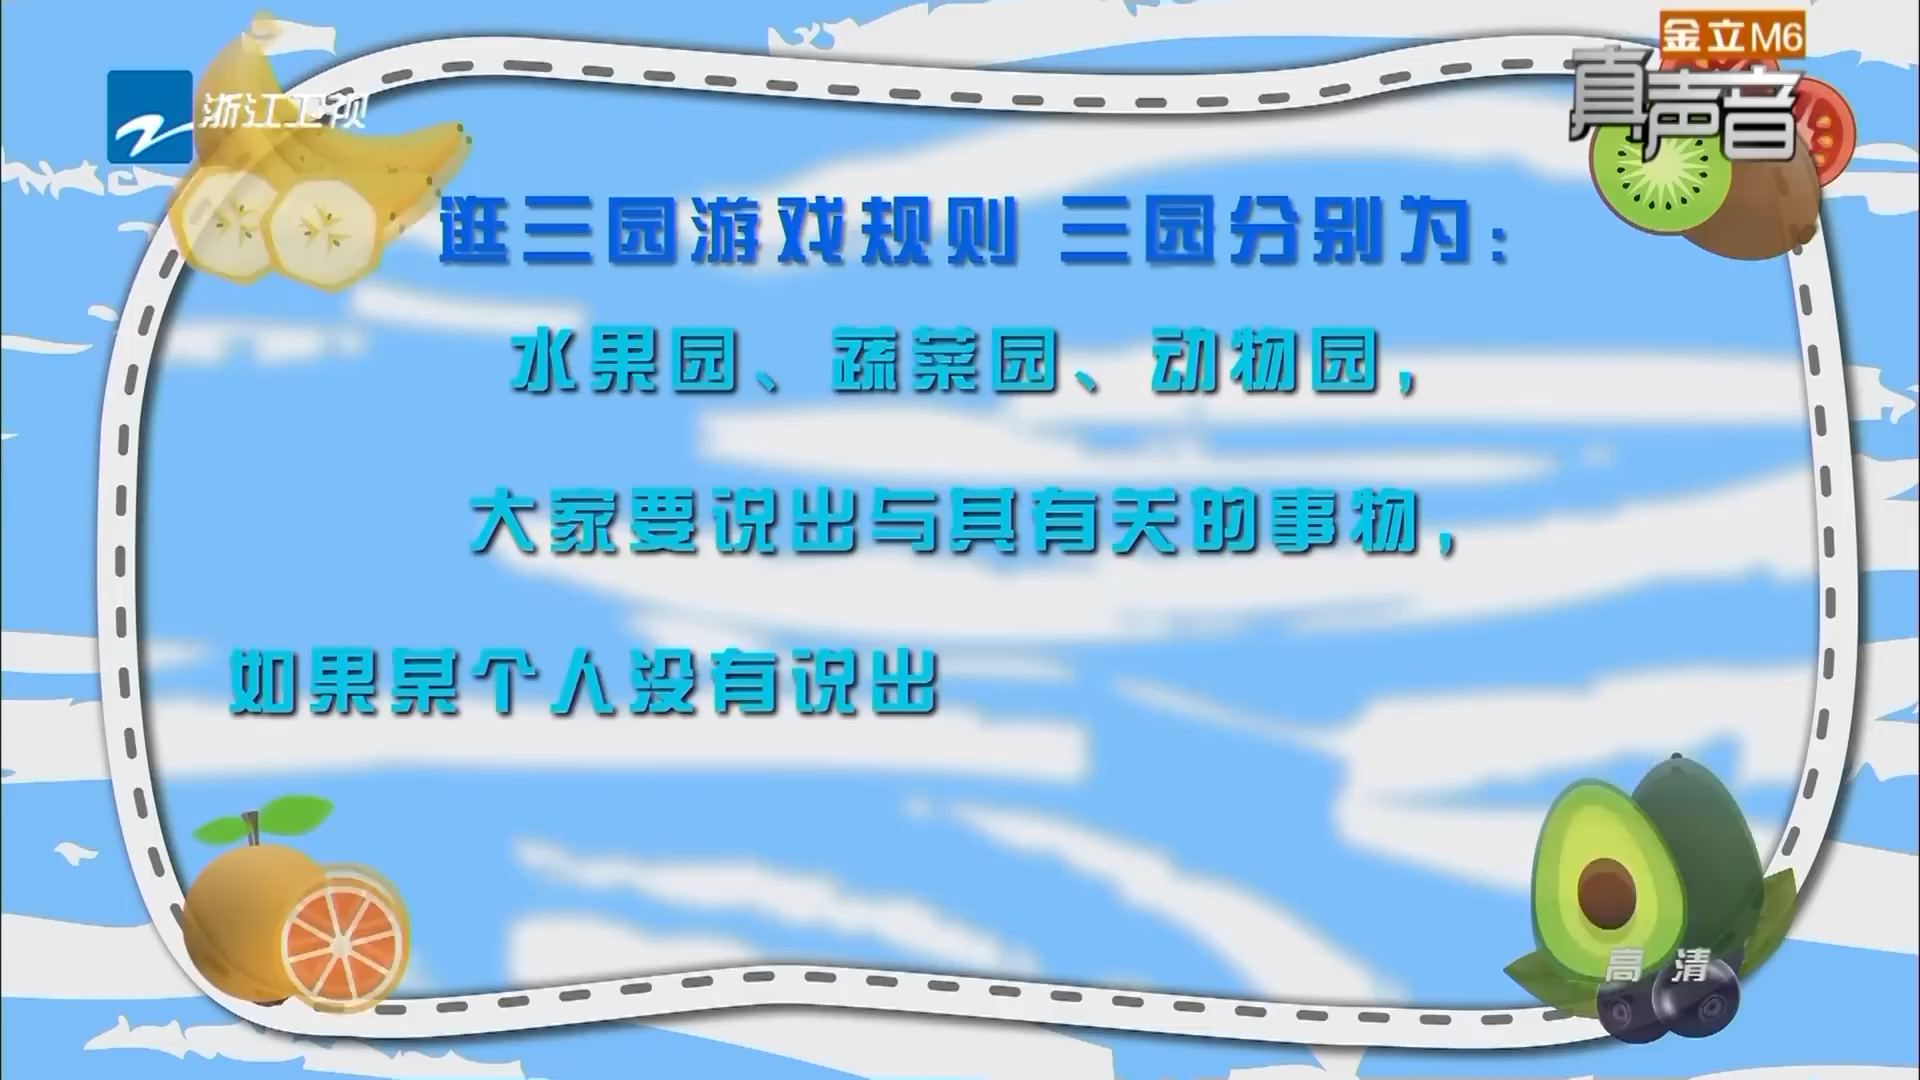 金立M6
真声音
浙江卫视
逛三园游戏规则 三园分别为：
水果园、蔬菜园、动物园，
大家要说出与其有关的事物，
如果某个人没有说出
高清